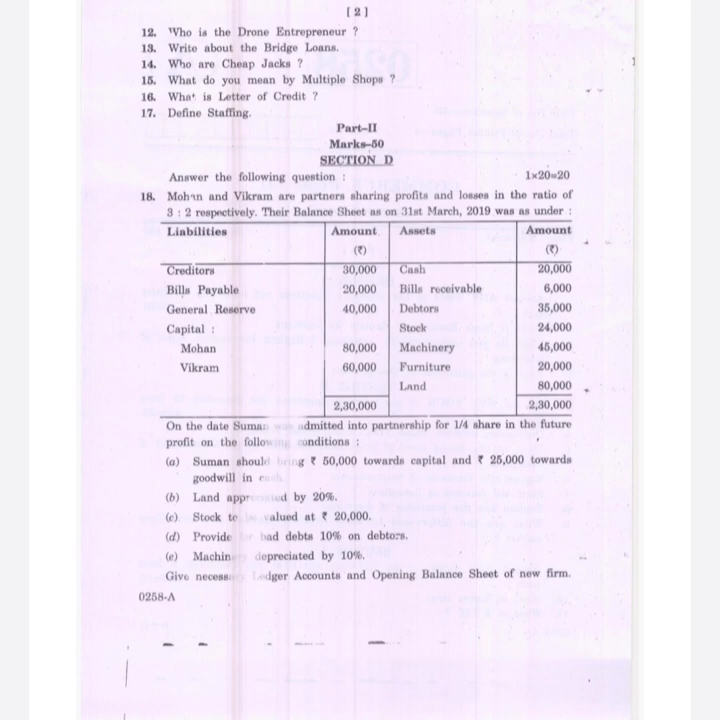 [ 2 ]
12. Who is the Drone Entrepreneur ?
13. Write about the Bridge Loans.
14. Who are Cheap Jacks ?
15. What do you mean by Multiple Shops ?
16. What is Letter of Credit ?
17. Define Staffing.
Part–II
Marks–50
SECTION D
Answer the following question : 1×20=20
18. Mohan and Vikram are partners sharing profits and losses in the ratio of
3 : 2 respectively. Their Balance Sheet as on 31st March, 2019 was as under :
Liabilities Amount Assets Amount
(₹) (₹)
Creditors 30,000 Cash 20,000
Bills Payable 20,000 Bills receivable 6,000
General Reserve 40,000 Debtors 35,000
Capital : Stock 24,000
Mohan 80,000 Machinery 45,000
Vikram 60,000 Furniture 20,000
Land 80,000
2,30,000 2,30,000
On the date Suman was admitted into partnership for 1/4 share in the future
profit on the following conditions :
(a) Suman should bring ₹ 50,000 towards capital and ₹ 25,000 towards
goodwill in cash.
(b) Land appreciated by 20%.
(c) Stock to be valued at ₹ 20,000.
(d) Provide for bad debts 10% on debtors.
(e) Machinery depreciated by 10%.
Give necessary Ledger Accounts and Opening Balance Sheet of new firm.
0258-A